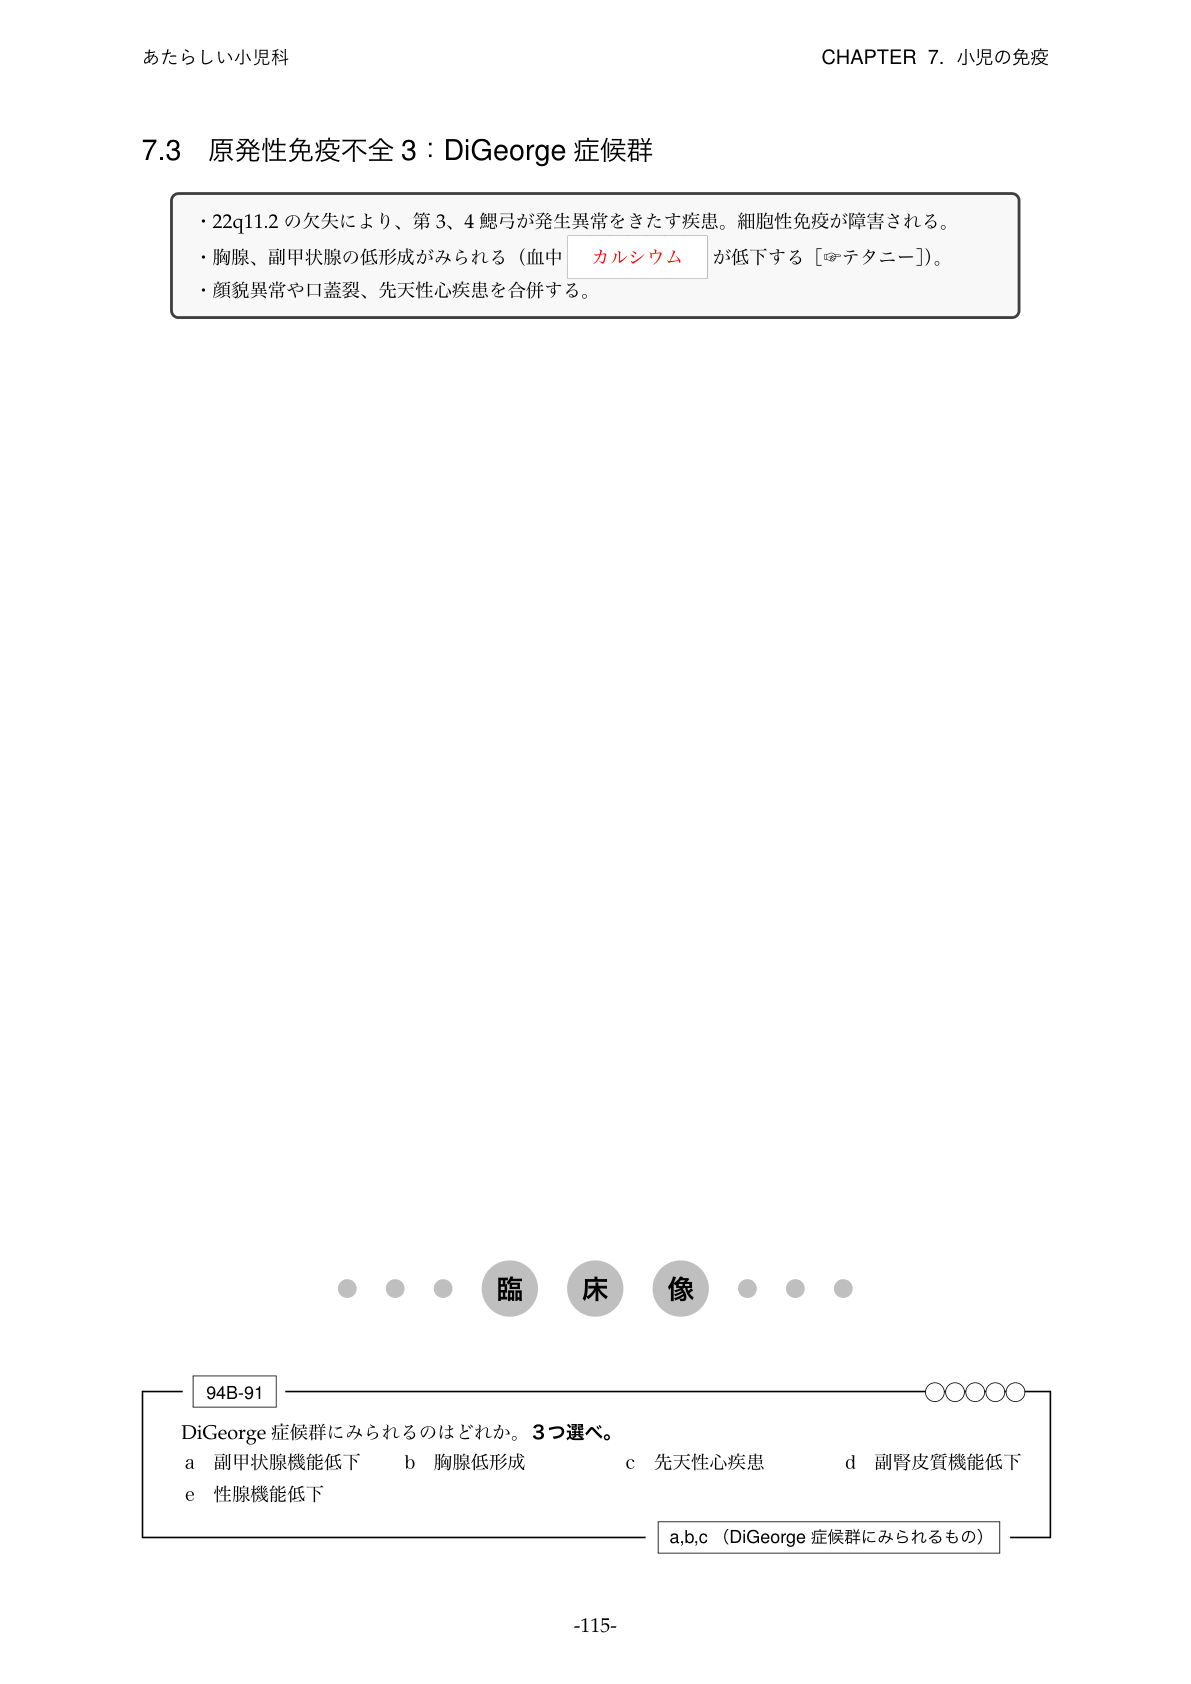 あたらしい小児科
CHAPTER 7. 小児の免疫
7.3 原発性免疫不全 3：DiGeorge 症候群
・22q11.2 の欠失により、第 3、4 鰓弓が発生異常をきたす疾患。細胞性免疫が障害される。
・胸腺、副甲状腺の低形成がみられる（血中 カルシウム が低下する［☞テタニー］）。
・顔貌異常や口蓋裂、先天性心疾患を合併する。
臨 床 像
94B-91
DiGeorge 症候群にみられるのはどれか。3つ選べ。
a 副甲状腺機能低下 b 胸腺低形成 c 先天性心疾患 d 副腎皮質機能低下
e 性腺機能低下
a,b,c （DiGeorge 症候群にみられるもの）
-115-